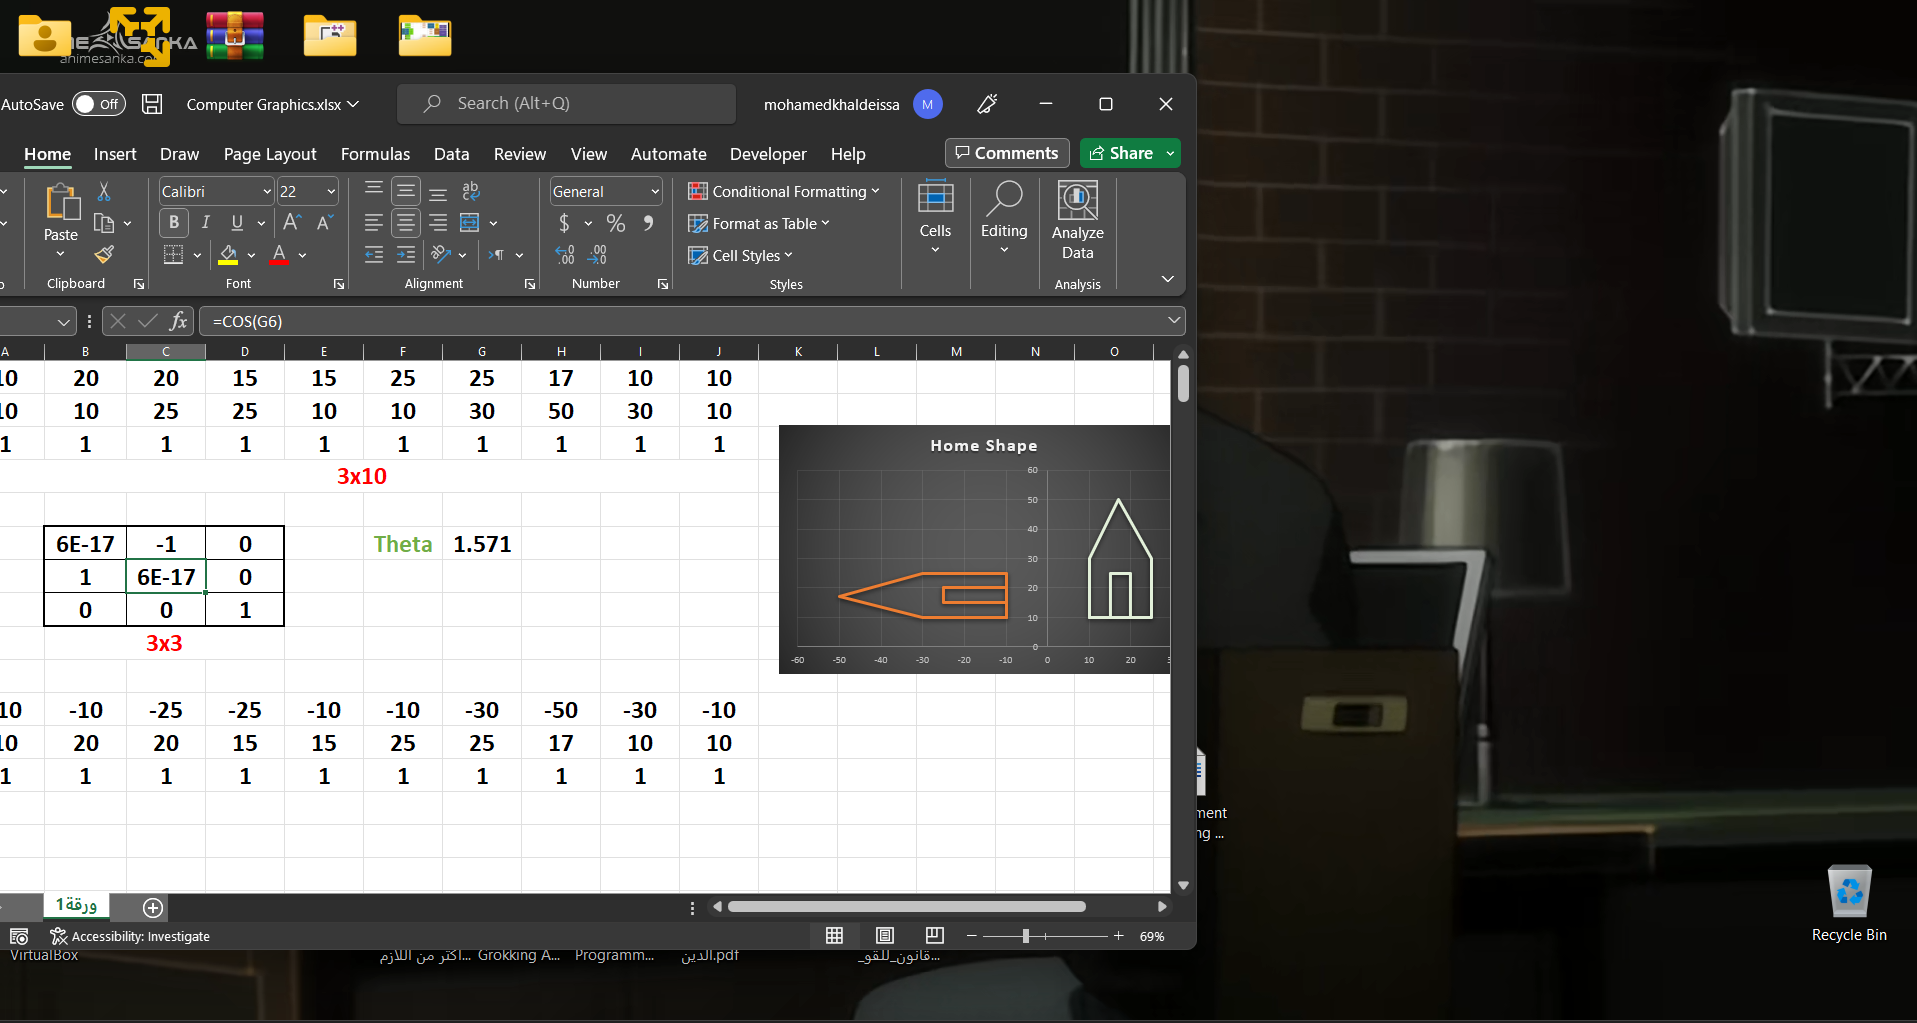 animesanka.co
AutoSave Off Computer Graphics.xlsx Search (Alt+Q) mohamedkhaldeissa M
Home Insert Draw Page Layout Formulas Data Review View Automate Developer Help Comments Share
Paste
Calibri 22
B I U A A A
General
$ % 9
Conditional Formatting
Format as Table
Cell Styles
Cells
Editing
Analyze
Data
Clipboard Font Alignment Number Styles Analysis
fx =COS(G6)
A B C D E F G H I J K L M N O
10 20 20 15 15 25 25 17 10 10
10 10 25 25 10 10 30 50 30 10
1 1 1 1 1 1 1 1 1 1
3x10
6E-17 -1 0 Theta 1.571
1 6E-17 0
0 0 1
3x3
10 -10 -25 -25 -10 -10 -30 -50 -30 -10
10 20 20 15 15 25 25 17 10 10
1 1 1 1 1 1 1 1 1 1
Home Shape
60
50
40
30
20
10
0
-60 -50 -40 -30 -20 -10 0 10 20
ورقة1
Accessibility: Investigate 69%
VirtualBox
اكثر من اللازم...
Grokking A...
Programm...
الدين.pdf
قانون_للقو_...
ment
ng ...
Recycle Bin